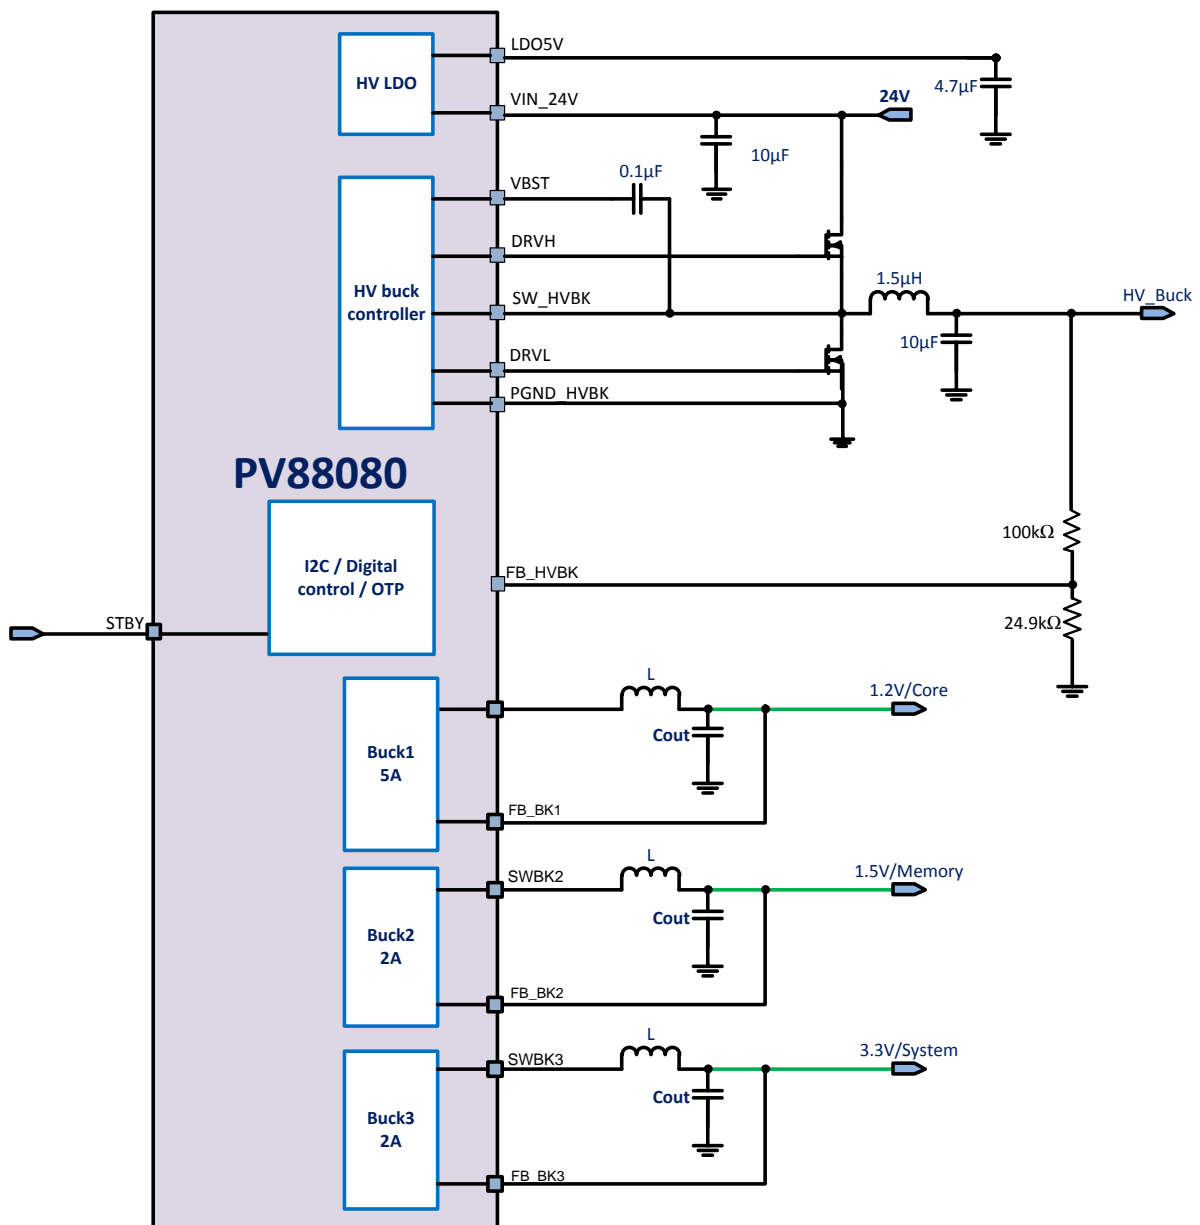 LDO5V
HV LDO
4.7µF
VIN_24V
24V
10µF
0.1µF
VBST
DRVH
HV buck
controller
SW_HVBK
1.5µH
HV_Buck
10µF
DRVL
PGND_HVBK
PV88080
100kΩ
I2C / Digital
control / OTP
FB_HVBK
STBY
24.9kΩ
L
1.2V/Core
Cout
Buck1
5A
FB_BK1
L
SWBK2
1.5V/Memory
Cout
Buck2
2A
FB_BK2
L
SWBK3
3.3V/System
Cout
Buck3
2A
FB_BK3